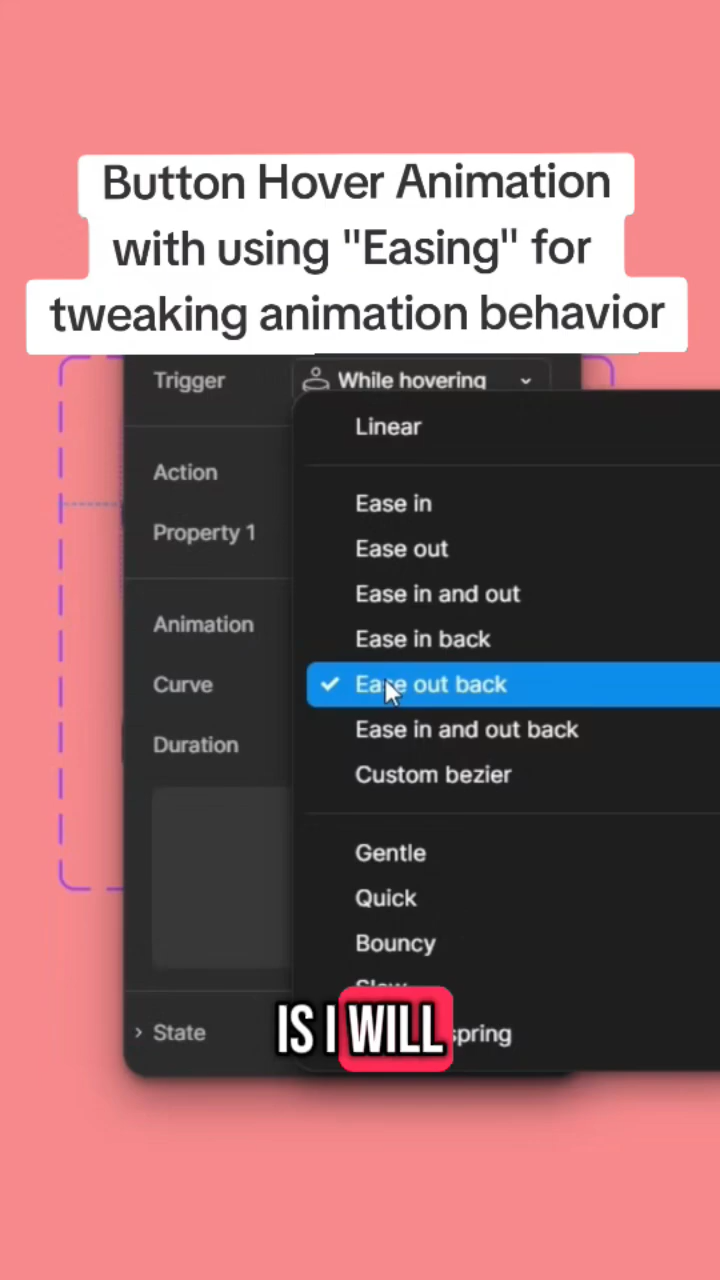 Button Hover Animation
with using "Easing" for
tweaking animation behavior
Trigger
While hovering
Linear
Action
Ease in
Property 1
Ease out
Ease in and out
Animation
Ease in back
Curve
Ease out back
Duration
Ease in and out back
Custom bezier
Gentle
Quick
Bouncy
Slow
IS I WILL
State
spring